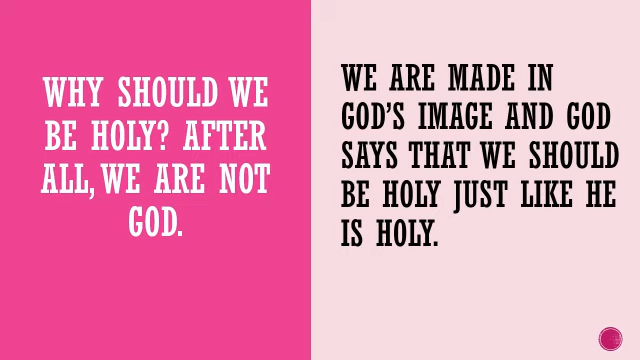 WHY SHOULD WE
BE HOLY? AFTER
ALL, WE ARE NOT
GOD.
WE ARE MADE IN
GOD'S IMAGE AND GOD
SAYS THAT WE SHOULD
BE HOLY JUST LIKE HE
IS HOLY.